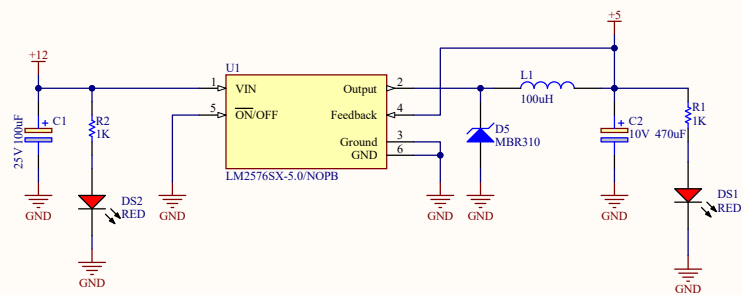 +12
+5
U1
1 VIN
Output 2
L1
100uH
5 ON/OFF
Feedback 4
C1
25V 100uF
R2
1K
D5
MBR310
C2
10V 470uF
R1
1K
Ground 3
GND 6
LM2576SX-5.0/NOPB
DS2
RED
DS1
RED
GND
GND
GND
GND
GND
GND
GND